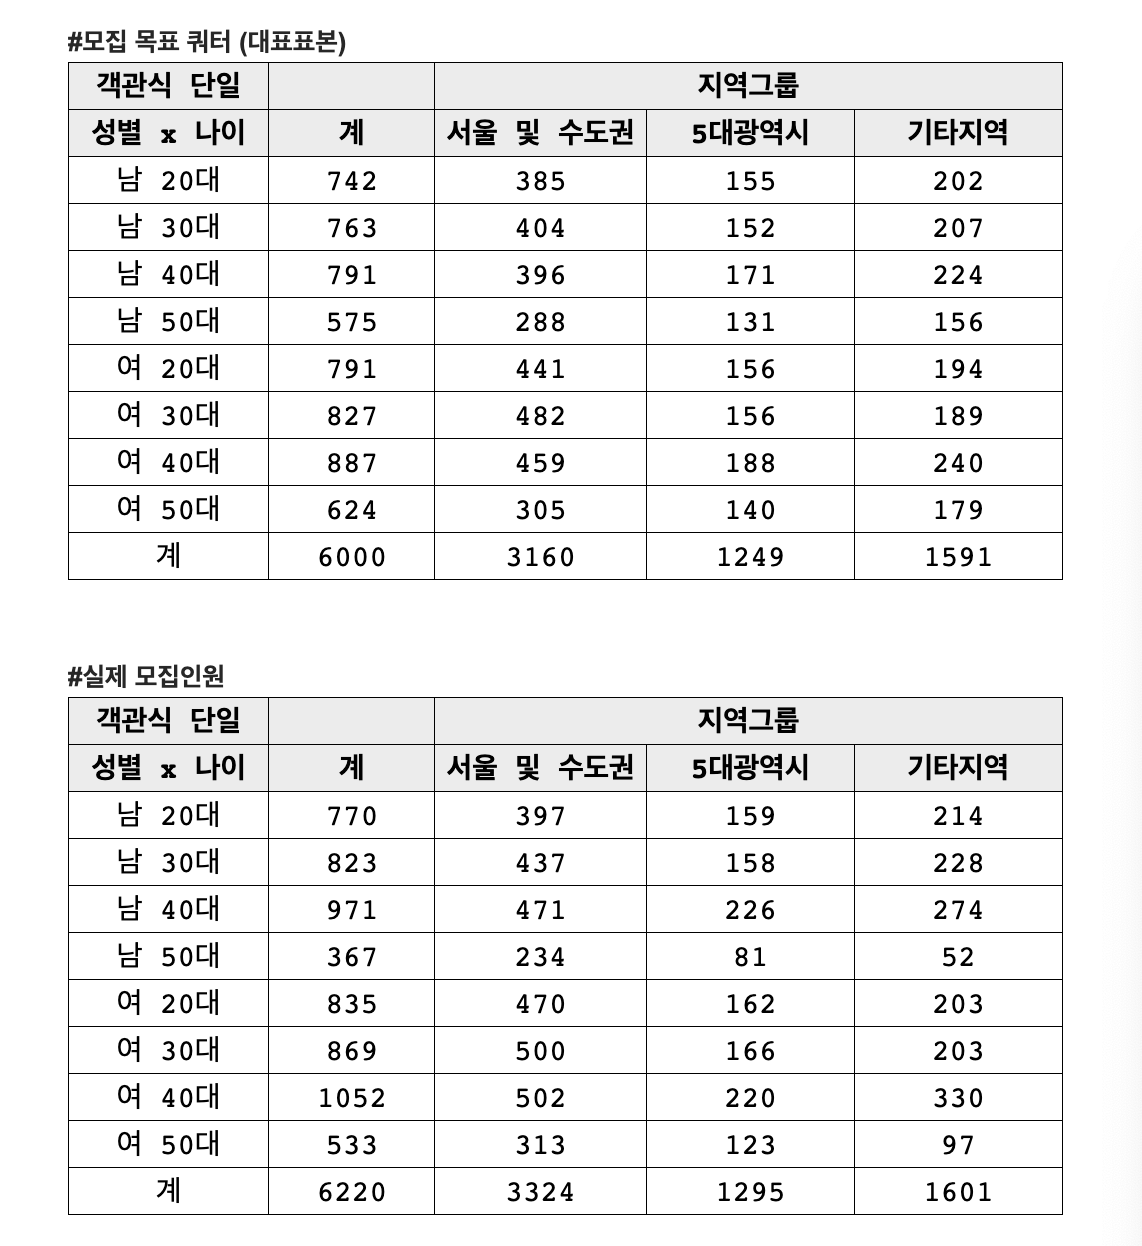 #모집 목표 쿼터 (대표표본)
객관식 단일 지역그룹
성별 x 나이 계 서울 및 수도권 5대광역시 기타지역
남 20대 742 385 155 202
남 30대 763 404 152 207
남 40대 791 396 171 224
남 50대 575 288 131 156
여 20대 791 441 156 194
여 30대 827 482 156 189
여 40대 887 459 188 240
여 50대 624 305 140 179
계 6000 3160 1249 1591
#실제 모집인원
객관식 단일 지역그룹
성별 x 나이 계 서울 및 수도권 5대광역시 기타지역
남 20대 770 397 159 214
남 30대 823 437 158 228
남 40대 971 471 226 274
남 50대 367 234 81 52
여 20대 835 470 162 203
여 30대 869 500 166 203
여 40대 1052 502 220 330
여 50대 533 313 123 97
계 6220 3324 1295 1601